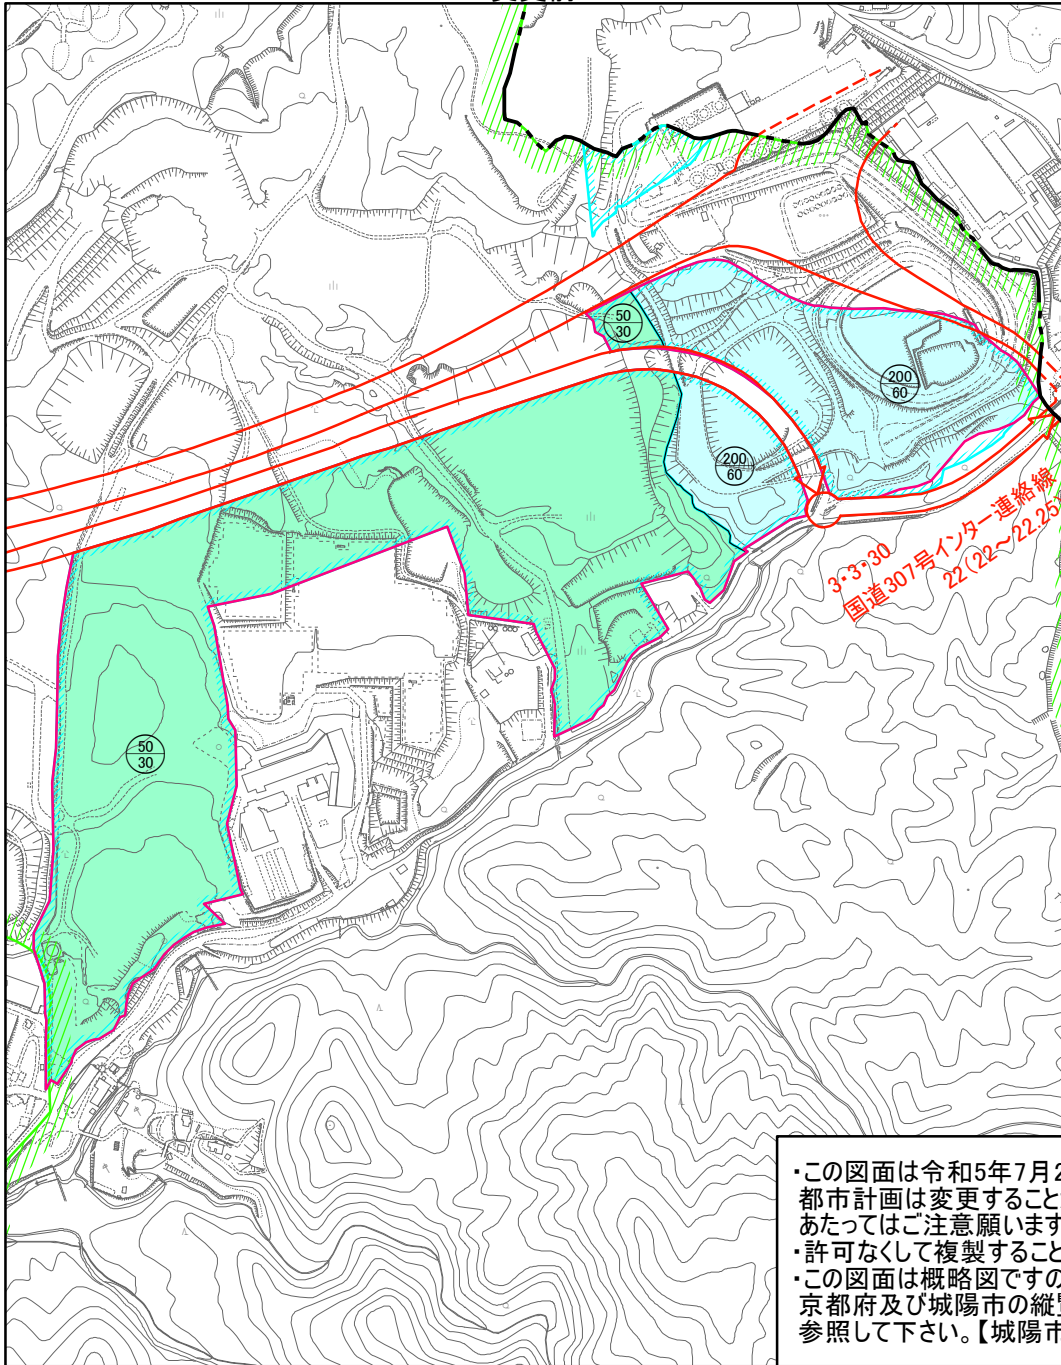 50
30
200
60
200
60
3・3・30
国道307号インター連絡線
22(22～22.25)
50
30
・この図面は令和5年7月2
都市計画は変更すること
あたってはご注意願います
・許可なくして複製すること
・この図面は概略図ですの
京都府及び城陽市の縦
参照して下さい。【城陽市